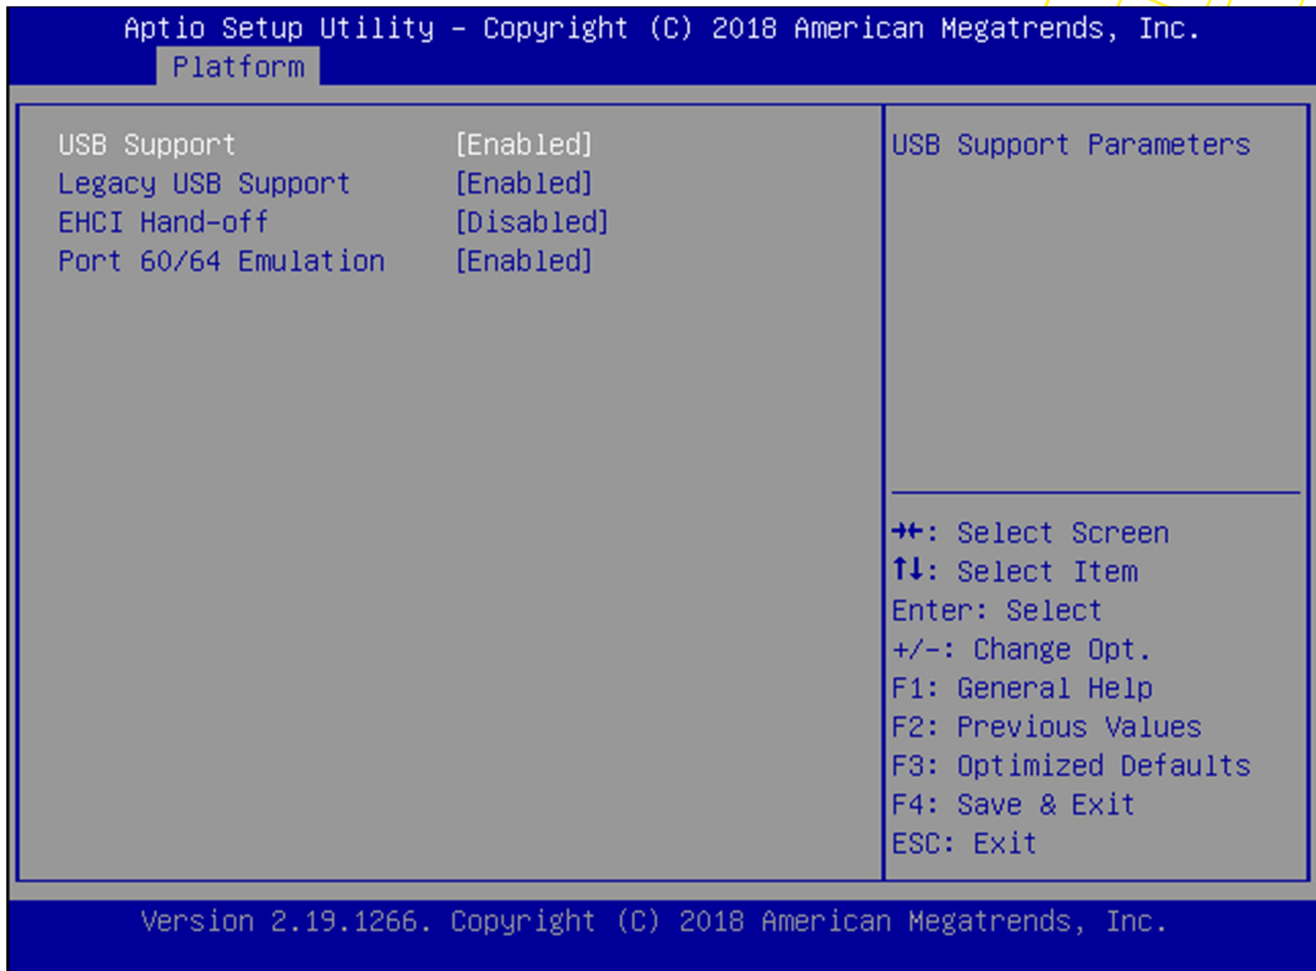 Aptio Setup Utility – Copyright (C) 2018 American Megatrends, Inc.
Platform
USB Support [Enabled]
Legacy USB Support [Enabled]
EHCI Hand-off [Disabled]
Port 60/64 Emulation [Enabled]
USB Support Parameters
→←: Select Screen
↑↓: Select Item
Enter: Select
+/-: Change Opt.
F1: General Help
F2: Previous Values
F3: Optimized Defaults
F4: Save & Exit
ESC: Exit
Version 2.19.1266. Copyright (C) 2018 American Megatrends, Inc.